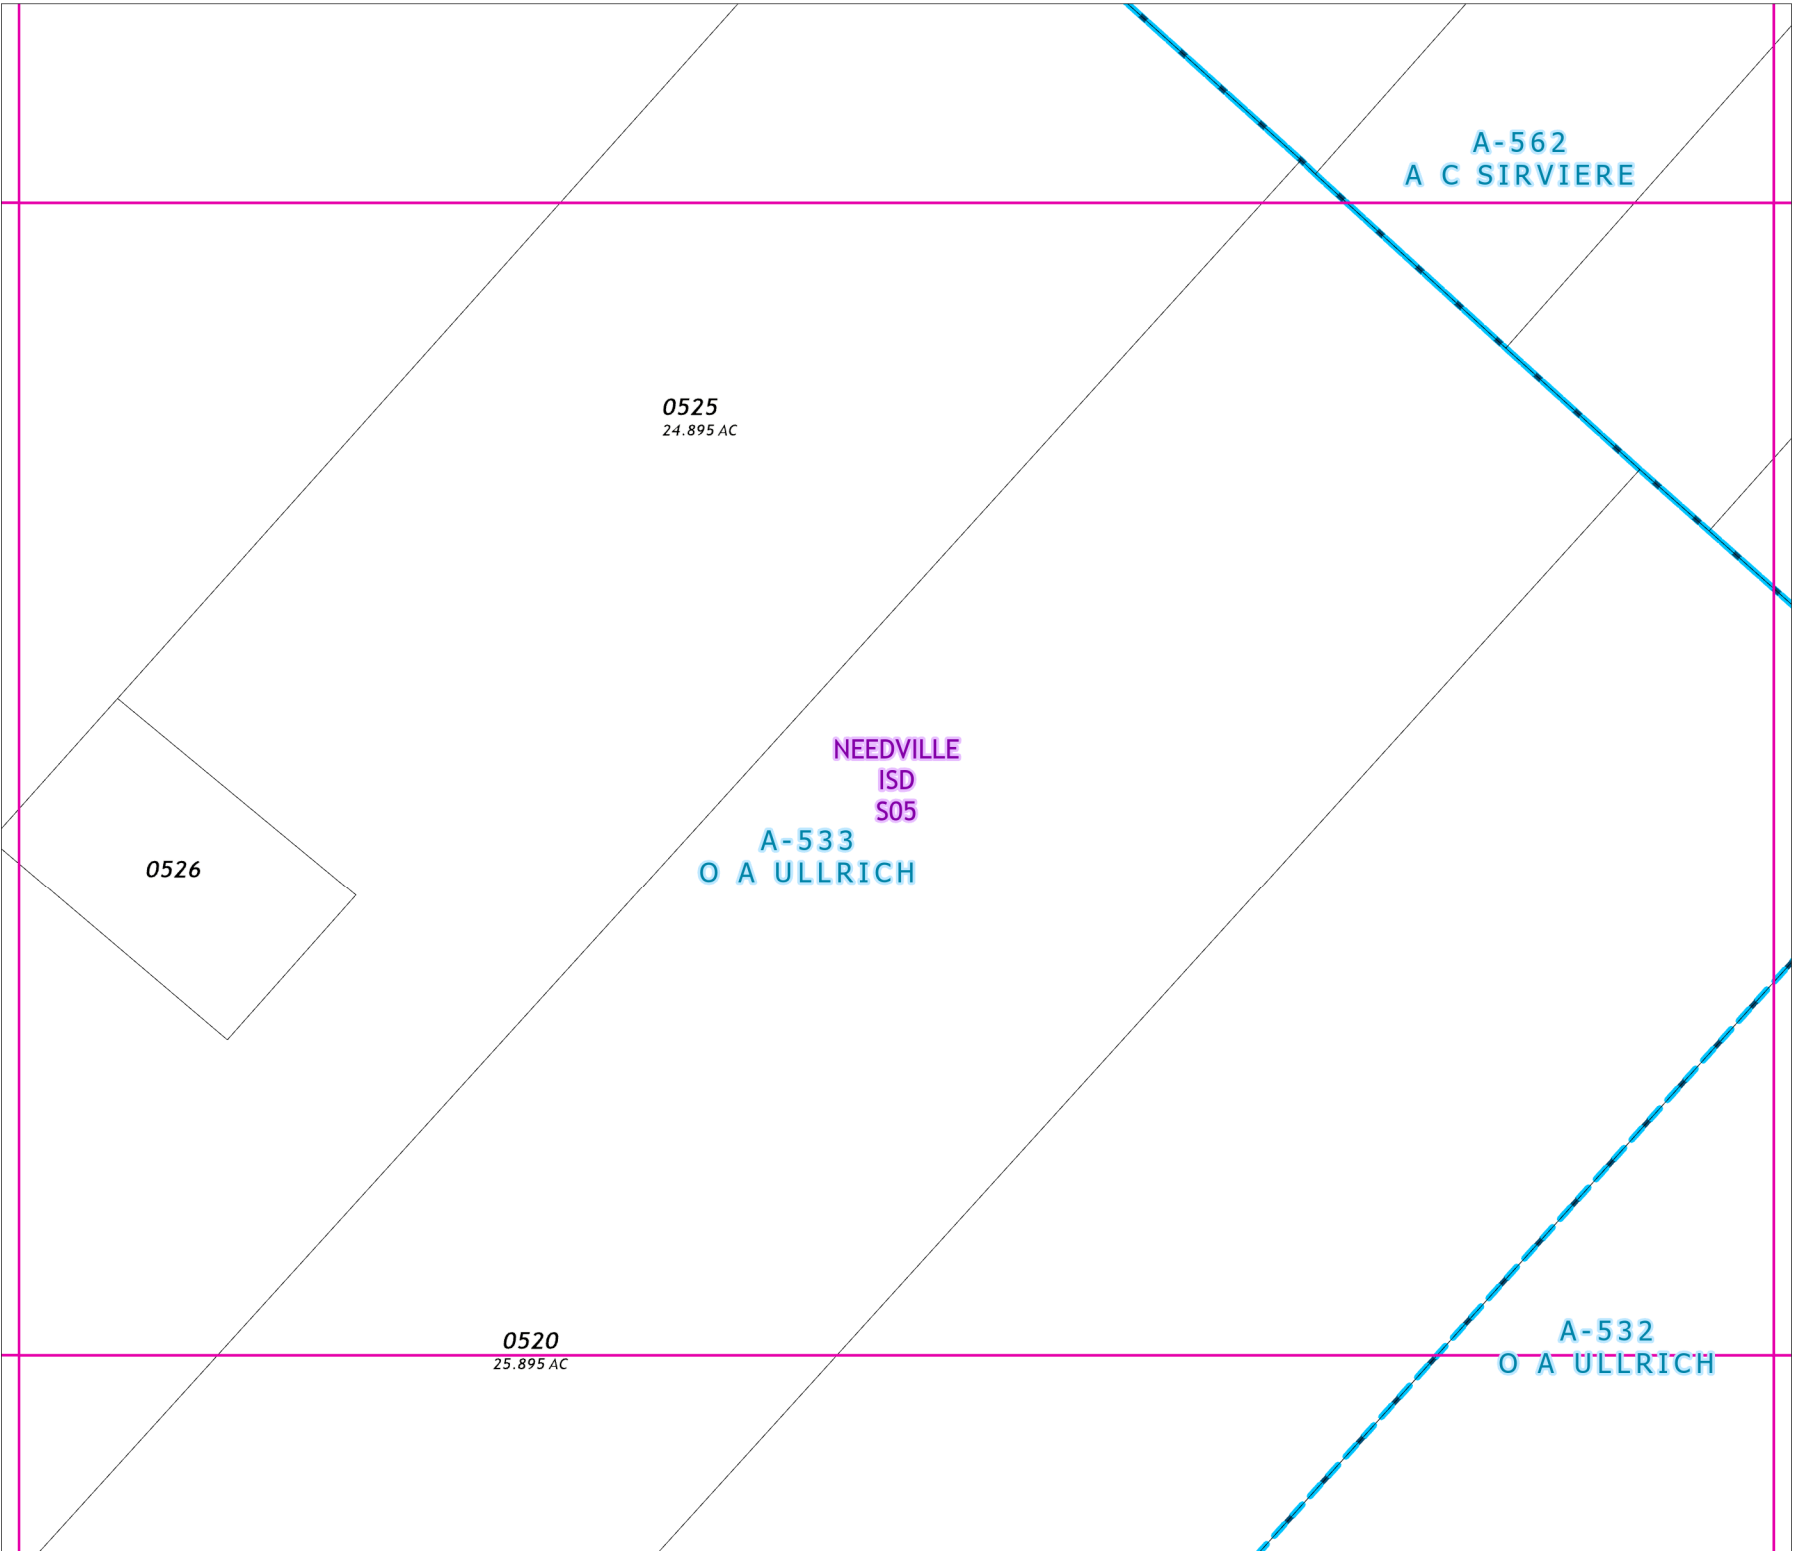 A-562
A C SIRVIERE
0525
24.895 AC
NEEDVILLE
ISD
S05
A-533
O A ULLRICH
0526
0520
25.895 AC
A-532
O A ULLRICH